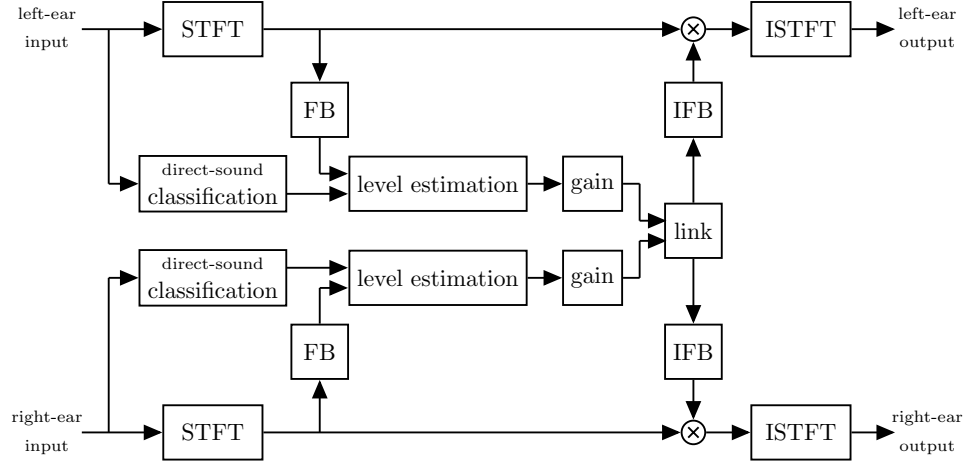 left-ear
input
STFT
⊗
ISTFT
left-ear
output
FB
IFB
direct-sound
classification
level estimation
gain
link
direct-sound
classification
level estimation
gain
FB
IFB
right-ear
input
STFT
⊗
ISTFT
right-ear
output